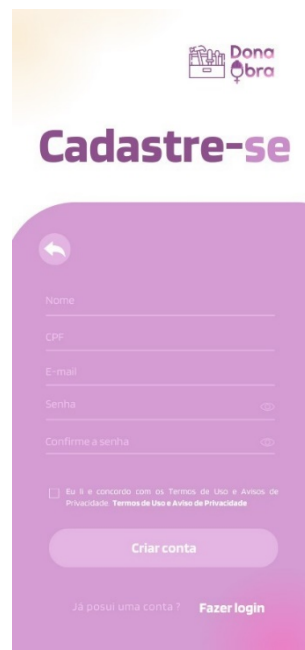 Dona
Obra
Cadastre-se
Nome
CPF
E-mail
Senha
Confirme a senha
Eu li e concordo com os Termos de Uso e Avisos de
Privacidade Termos de Uso e Aviso de Privacidade
Criar conta
Já posui uma conta ? Fazer login